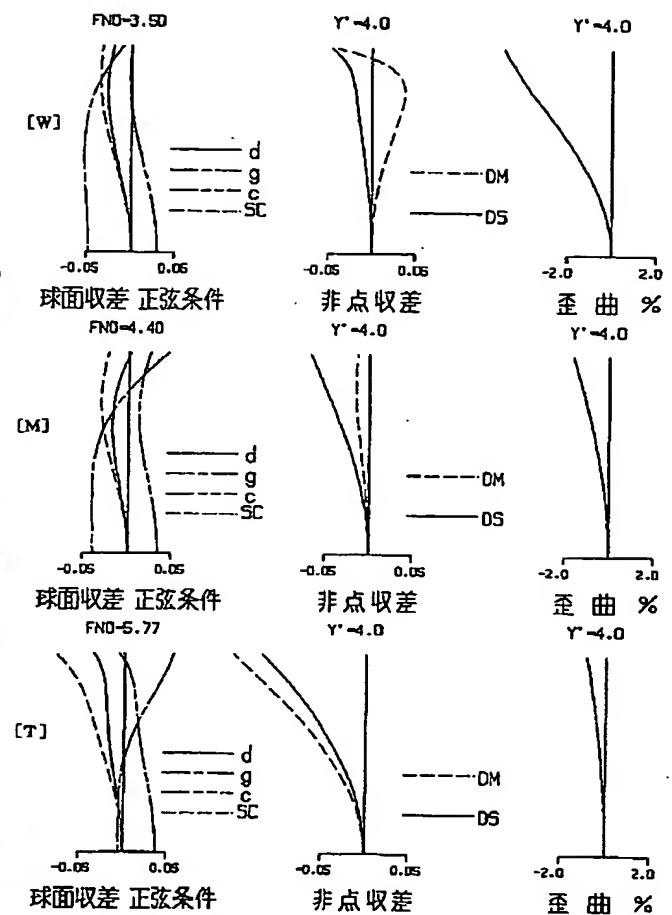 FNO=3.50 Y'=4.0 Y'=4.0
[W]
d
g
c
SC
DM
DS
-0.05 0.05 -0.05 0.05 -2.0 2.0
球面収差 正弦条件 非点収差 歪曲 %
FNO=4.40 Y'=4.0 Y'=4.0
[M]
d
g
c
SC
DM
DS
-0.05 0.05 -0.05 0.05 -2.0 2.0
球面収差 正弦条件 非点収差 歪曲 %
FNO=5.77 Y'=4.0 Y'=4.0
[T]
d
g
c
SC
DM
DS
-0.05 0.05 -0.05 0.05 -2.0 2.0
球面収差 正弦条件 非点収差 歪曲 %